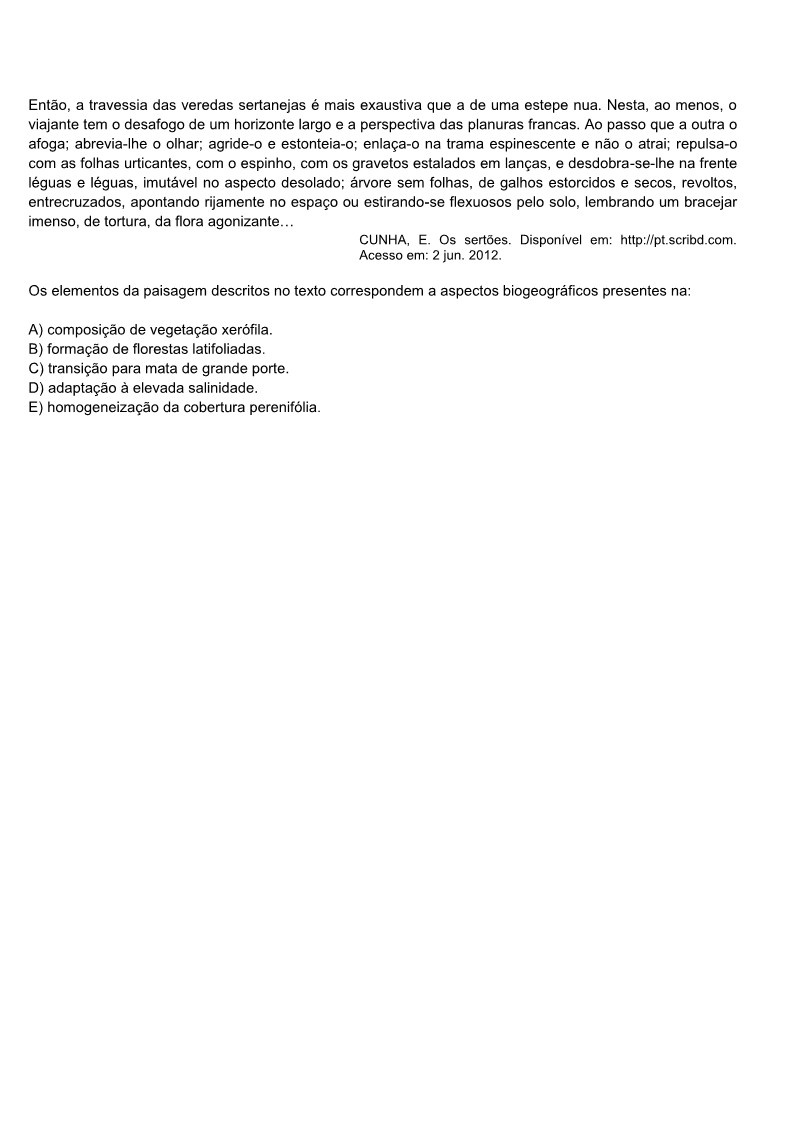 Então, a travessia das veredas sertanejas é mais exaustiva que a de uma estepe nua. Nesta, ao menos, o
viajante tem o desafogo de um horizonte largo e a perspectiva das planuras francas. Ao passo que a outra o
afoga; abrevia-lhe o olhar; agride-o e estonteia-o; enlaça-o na trama espinescente e não o atrai; repulsa-o
com as folhas urticantes, com o espinho, com os gravetos estalados em lanças, e desdobra-se-lhe na frente
léguas e léguas, imutável no aspecto desolado; árvore sem folhas, de galhos estorcidos e secos, revoltos,
entrecruzados, apontando rijamente no espaço ou estirando-se flexuosos pelo solo, lembrando um bracejar
imenso, de tortura, da flora agonizante…
CUNHA, E. Os sertões. Disponível em: http://pt.scribd.com.
Acesso em: 2 jun. 2012.
Os elementos da paisagem descritos no texto correspondem a aspectos biogeográficos presentes na:
A) composição de vegetação xerófila.
B) formação de florestas latifoliadas.
C) transição para mata de grande porte.
D) adaptação à elevada salinidade.
E) homogeneização da cobertura perenifólia.